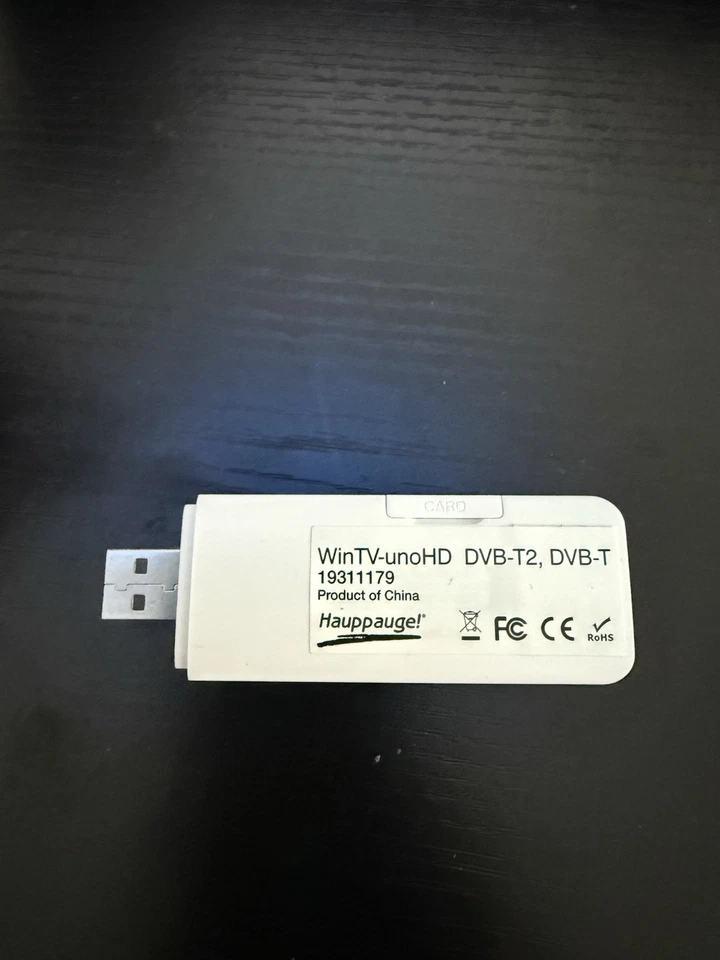 CARD
WinTV-unoHD DVB-T2, DVB-T
19311179
Product of China
Hauppauge!®
FC CE RoHS